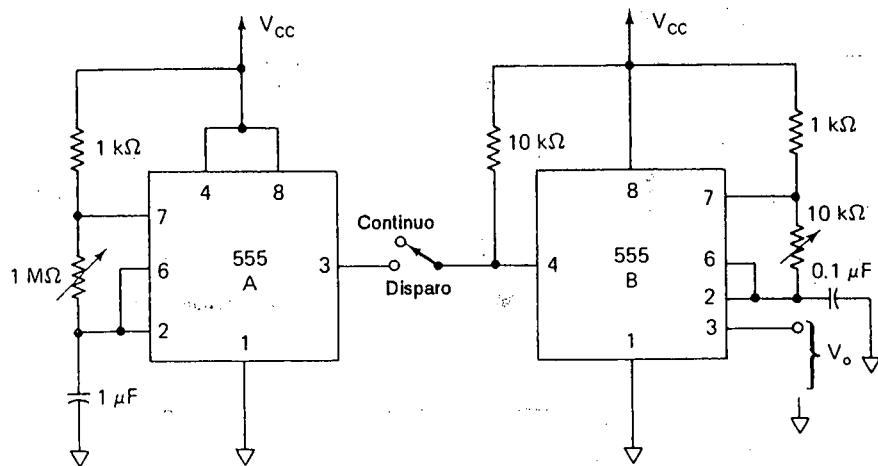 V_CC
1 kΩ
4
8
7
1 MΩ
6
555
A
3
2
1
1 μF
Continuo
Disparo
V_CC
10 kΩ
1 kΩ
8
7
10 kΩ
4
555
B
6
0.1 μF
2
3
V_o
1